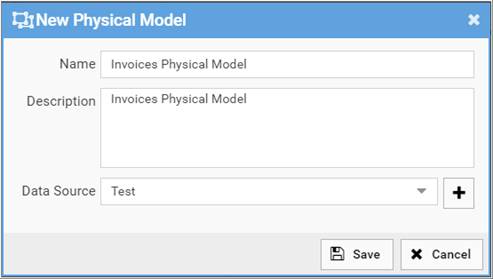 New Physical Model
Name Invoices Physical Model
Description Invoices Physical Model
Data Source Test
Save Cancel